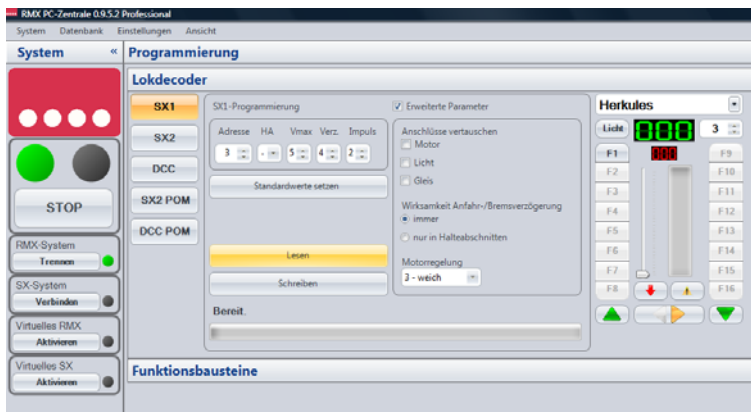 RMX PC-Zentrale 0.9.5.2 Professional
System Datenbank Einstellungen Ansicht
System «
Programmierung
Lokdecoder
SX1
SX2
DCC
SX2 POM
DCC POM
SX1-Programmierung
Adresse HA Vmax Verz. Impuls
3 - 5 4 2
Standardwerte setzen
Lesen
Schreiben
Bereit.
Erweiterte Parameter
Anschlüsse vertauschen
Motor
Licht
Gleis
Wirksamkeit Anfahr-/Bremsverzögerung
immer
nur in Halteabschnitten
Motorregelung
3 - weich
Herkules
Licht 888 3
F1 000 F9
F2 F10
F3 F11
F4 F12
F5 F13
F6 F14
F7 F15
F8 F16
STOP
RMX-System
Trennen
SX-System
Verbinden
Virtuelles RMX
Aktivieren
Virtuelles SX
Aktivieren
Funktionsbausteine